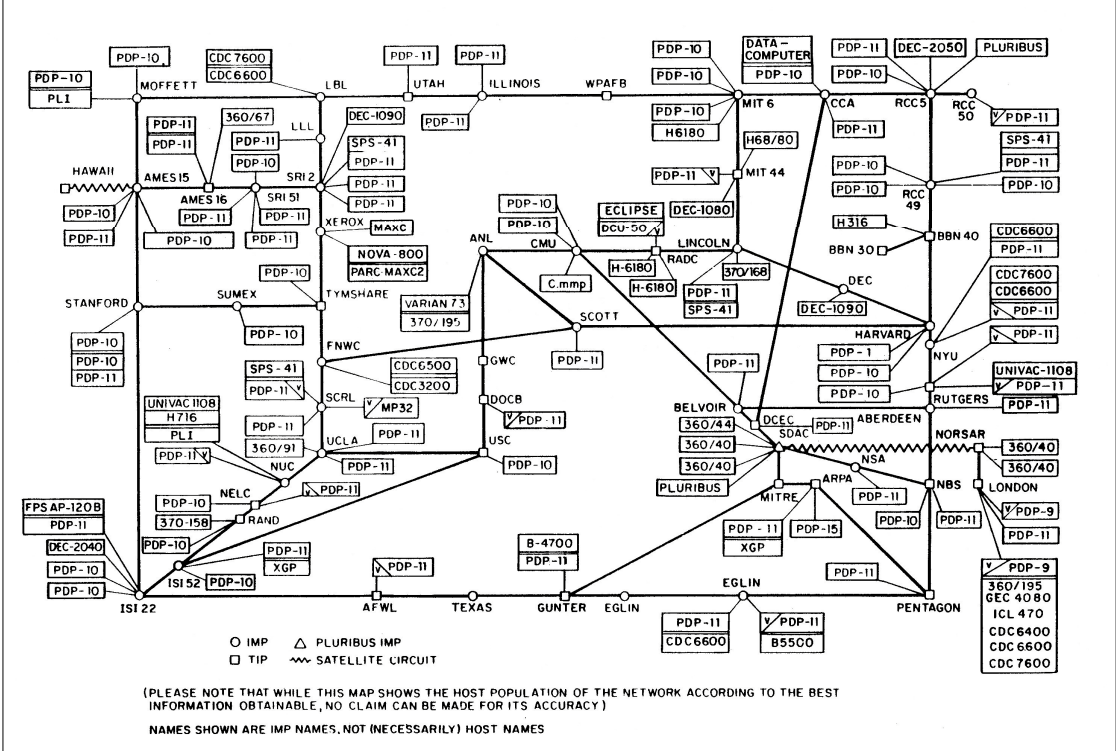 PDP-10
CDC 7600
CDC 6600
PDP-11
PDP-11
PDP-10
DATA-
COMPUTER
PDP-10
PDP-11
DEC-2050
PLURIBUS
PDP-10
PLI
MOFFETT
LBL
UTAH
ILLINOIS
WPAFB
PDP-10
PDP-10
MIT 6
CCA
RCC 5
RCC
50
V PDP-11
360/67
LLL
DEC-1090
PDP-11
H6180
PDP-11
PDP-11
PDP-11
PDP-11
PDP-10
SPS-41
PDP-11
H68/80
SPS-41
PDP-11
HAWAII
AMES 15
AMES 16
SRI 51
SRI 2
PDP-11
PDP-11
PDP-11 V
MIT 44
PDP-10
PDP-10
RCC
49
PDP-10
PDP-10
PDP-11
PDP-10
PDP-11
PDP-11
XEROX
MAXC
PDP-10
PDP-10
ECLIPSE
DCU-50 V
DEC-1080
H316
BBN 40
BBN 30
NOVA-800
PARC-MAXC2
ANL
CMU
RADC
LINCOLN
C.mmp
H-6180
H-6180
370/168
PDP-11
SPS-41
DEC
DEC-1090
CDC6600
PDP-11
CDC7600
CDC6600
V PDP-11
V PDP-11
STANFORD
SUMEX
PDP-10
TYMSHARE
VARIAN 73
370/195
SCOTT
HARVARD
PDP-10
PDP-10
PDP-10
PDP-11
FNWC
PDP-11
PDP-1
PDP-10
PDP-10
NYU
SPS-41
PDP-11 V
CDC6500
CDC3200
GWC
PDP-11
UNIVAC-1108
V PDP-11
RUTGERS
PDP-11
UNIVAC 1108
H716
PLI
PDP-11
SCRL
V MP32
DOCB
V PDP-11
BELVOIR
DCEC
PDP-11
ABERDEEN
PDP-11 V
360/91
UCLA
PDP-11
PDP-11
USC
PDP-10
360/44
360/40
360/40
PLURIBUS
SDAC
NORSAR
360/40
360/40
NUC
NSA
PDP-11
NELC
PDP-10
V PDP-11
370-158
RAND
MITRE
ARPA
NBS
LONDON
FPS AP-120B
PDP-11
DEC-2040
PDP-10
PDP-10
PDP-10
PDP-11
XGP
PDP-15
PDP-10
PDP-11
V PDP-9
PDP-11
ISI 52
PDP-11
XGP
PDP-10
V PDP-11
B-4700
PDP-11
PDP-11
V PDP-9
360/195
GEC 4080
ICL 470
CDC6400
CDC6600
CDC7600
ISI 22
AFWL
TEXAS
GUNTER
EGLIN
EGLIN
PENTAGON
PDP-11
CDC6600
V PDP-11
B5500
IMP
PLURIBUS IMP
TIP
SATELLITE CIRCUIT
(PLEASE NOTE THAT WHILE THIS MAP SHOWS THE HOST POPULATION OF THE NETWORK ACCORDING TO THE BEST
INFORMATION OBTAINABLE, NO CLAIM CAN BE MADE FOR ITS ACCURACY)
NAMES SHOWN ARE IMP NAMES, NOT (NECESSARILY) HOST NAMES